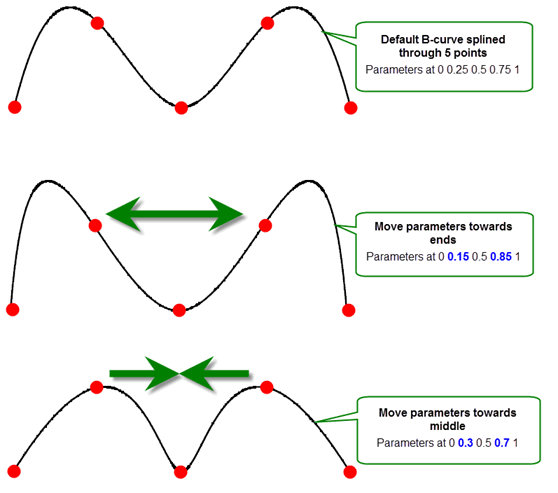 Default B-curve splined
through 5 points
Parameters at 0 0.25 0.5 0.75 1
Move parameters towards
ends
Parameters at 0 0.15 0.5 0.85 1
Move parameters towards
middle
Parameters at 0 0.3 0.5 0.7 1